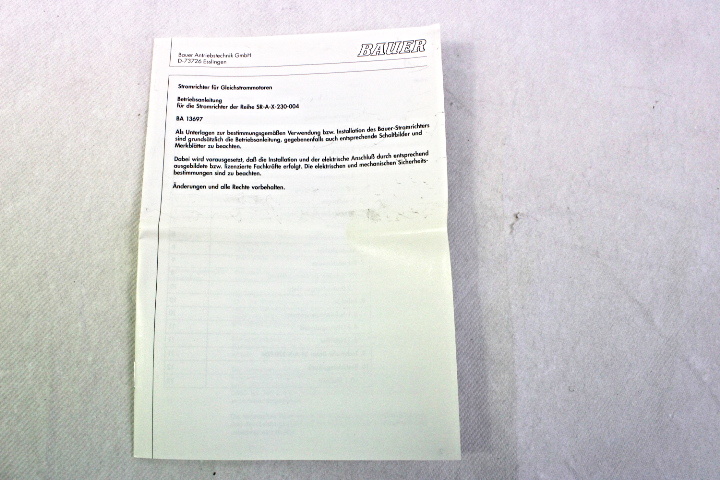 Bauer Antriebstechnik GmbH
D-73726 Esslingen
BAUER
Stromrichter für Gleichstrommotoren
Betriebsanleitung
für die Stromrichter der Reihe SR-A-X-230-004
BA 13697
Als Unterlagen zur bestimmungsgemäßen Verwendung bzw. Installation des Bauer-Stromrichters
sind grundsätzlich die Betriebsanleitung, gegebenenfalls auch entsprechende Schaltbilder und
Merkblätter zu beachten.
Dabei wird vorausgesetzt, daß die Installation und der elektrische Anschluß durch entsprechend
ausgebildete bzw. lizenzierte Fachkräfte erfolgt. Die elektrischen und mechanischen Sicherheits-
bestimmungen sind zu beachten.
Änderungen und alle Rechte vorbehalten.